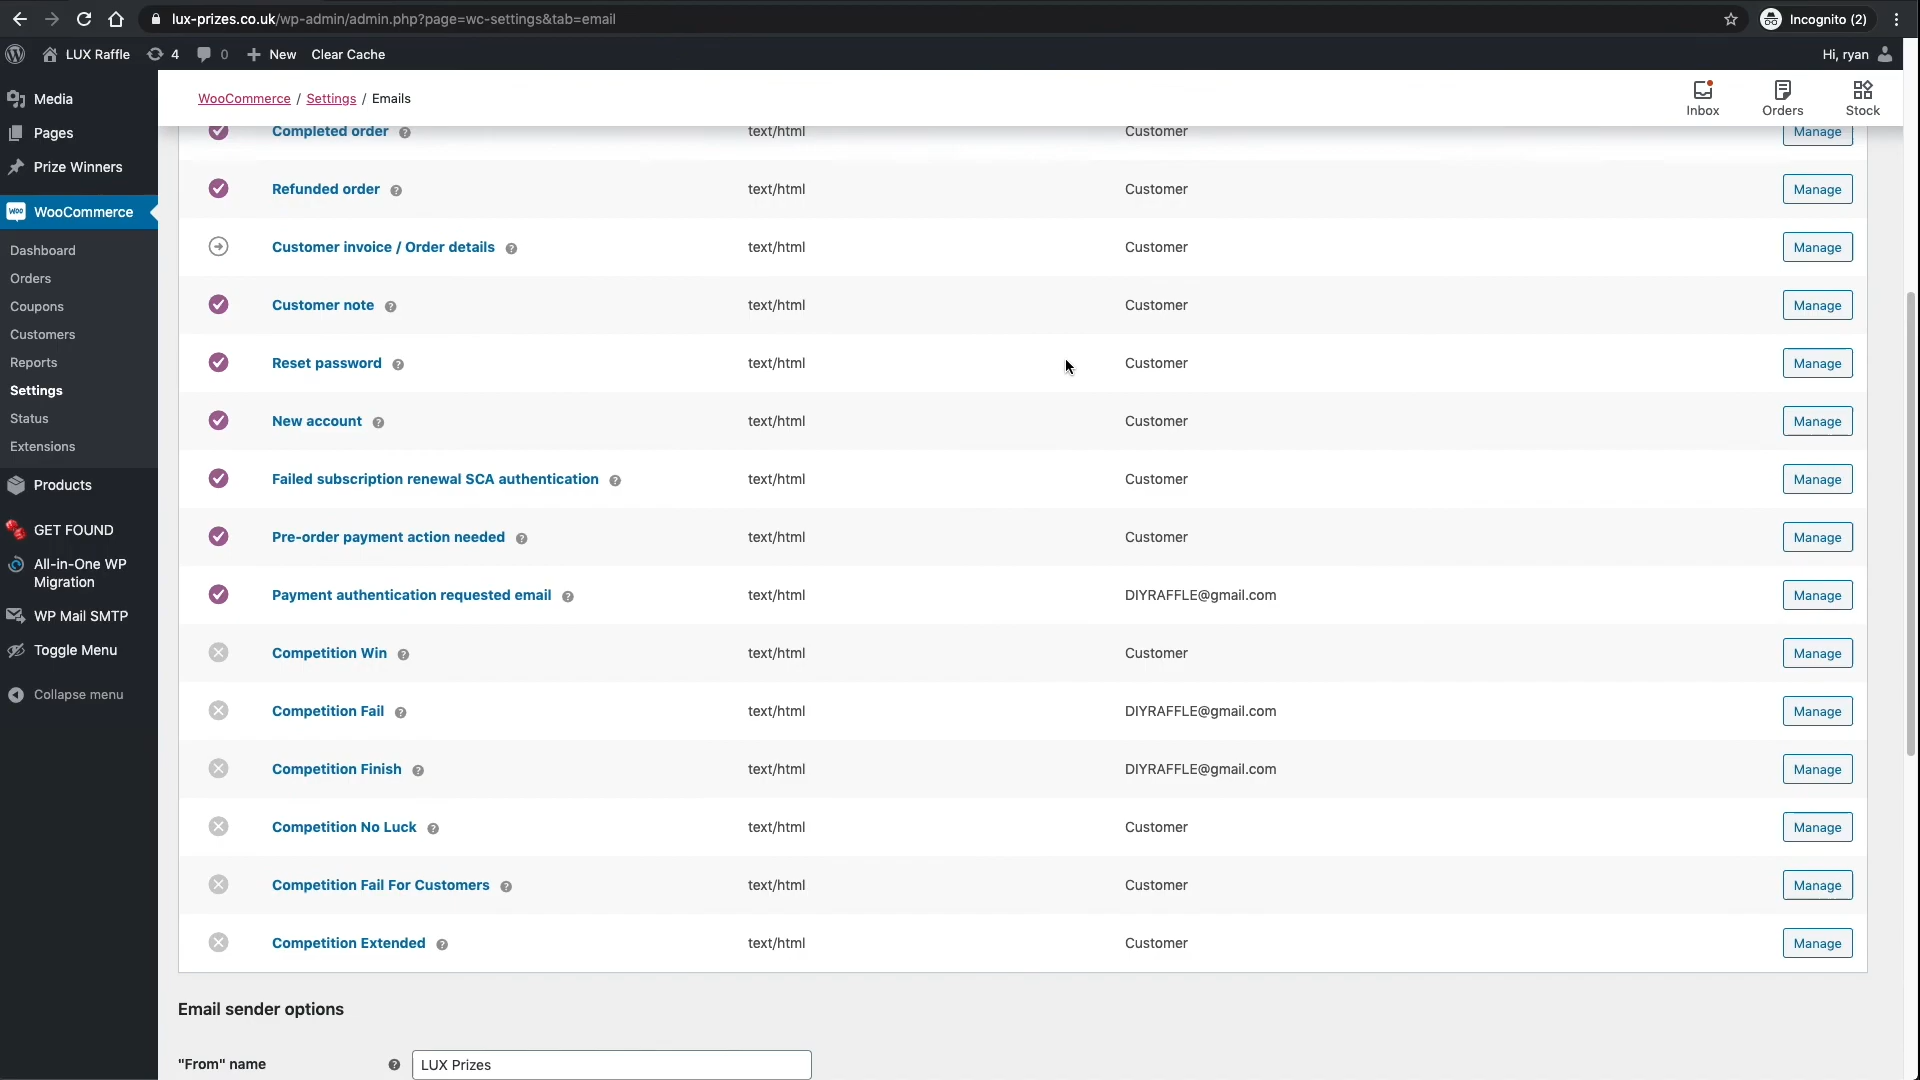 lux-prizes.co.uk/wp-admin/admin.php?page=wc-settings&tab=email
Incognito (2)
LUX Raffle
4
0
New
Clear Cache
Hi, ryan
Media
Pages
Prize Winners
WooCommerce
Dashboard
Orders
Coupons
Customers
Reports
Settings
Status
Extensions
Products
GET FOUND
All-in-One WP
Migration
WP Mail SMTP
Toggle Menu
Collapse menu
WooCommerce / Settings / Emails
Inbox
Orders
Stock
Completed order text/html Customer Manage
Refunded order text/html Customer Manage
Customer invoice / Order details text/html Customer Manage
Customer note text/html Customer Manage
Reset password text/html Customer Manage
New account text/html Customer Manage
Failed subscription renewal SCA authentication text/html Customer Manage
Pre-order payment action needed text/html Customer Manage
Payment authentication requested email text/html DIYRAFFLE@gmail.com Manage
Competition Win text/html Customer Manage
Competition Fail text/html DIYRAFFLE@gmail.com Manage
Competition Finish text/html DIYRAFFLE@gmail.com Manage
Competition No Luck text/html Customer Manage
Competition Fail For Customers text/html Customer Manage
Competition Extended text/html Customer Manage
Email sender options
"From" name
LUX Prizes